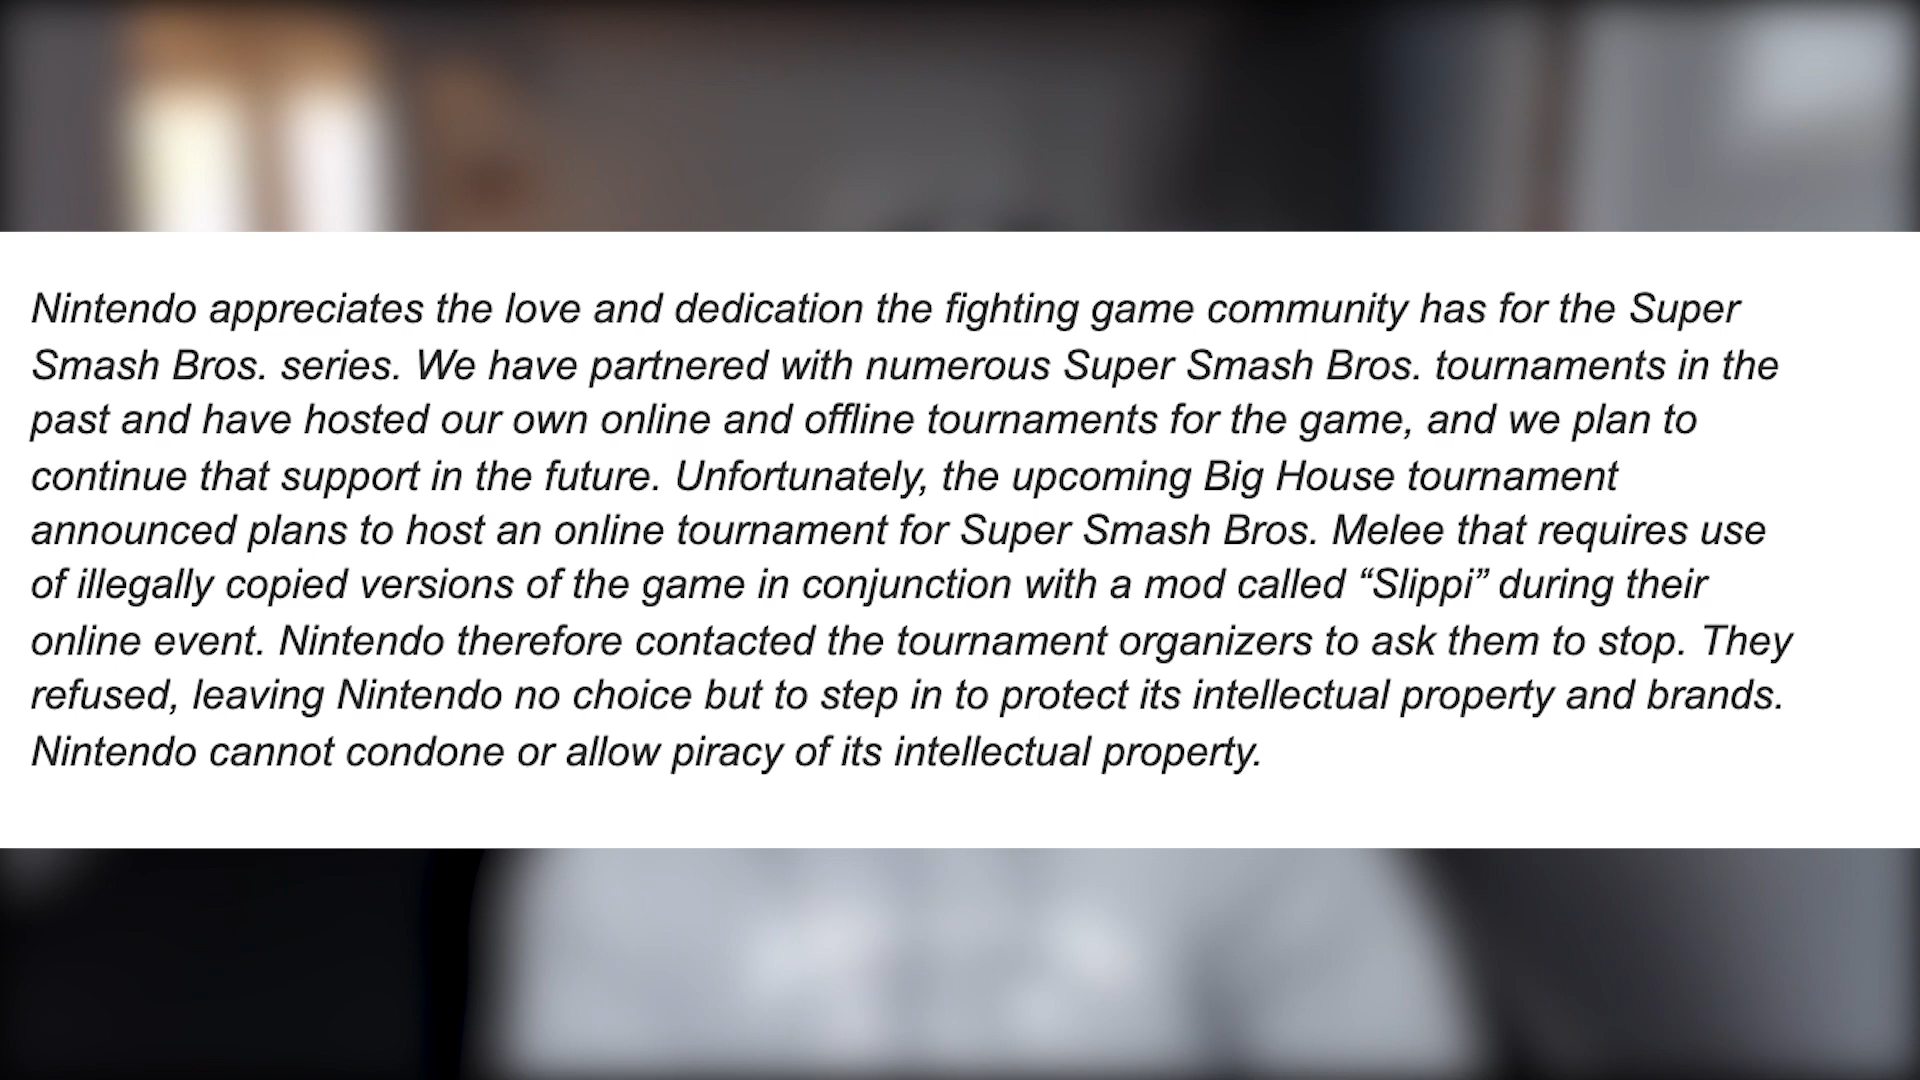 Nintendo appreciates the love and dedication the fighting game community has for the Super
Smash Bros. series. We have partnered with numerous Super Smash Bros. tournaments in the
past and have hosted our own online and offline tournaments for the game, and we plan to
continue that support in the future. Unfortunately, the upcoming Big House tournament
announced plans to host an online tournament for Super Smash Bros. Melee that requires use
of illegally copied versions of the game in conjunction with a mod called “Slippi” during their
online event. Nintendo therefore contacted the tournament organizers to ask them to stop. They
refused, leaving Nintendo no choice but to step in to protect its intellectual property and brands.
Nintendo cannot condone or allow piracy of its intellectual property.